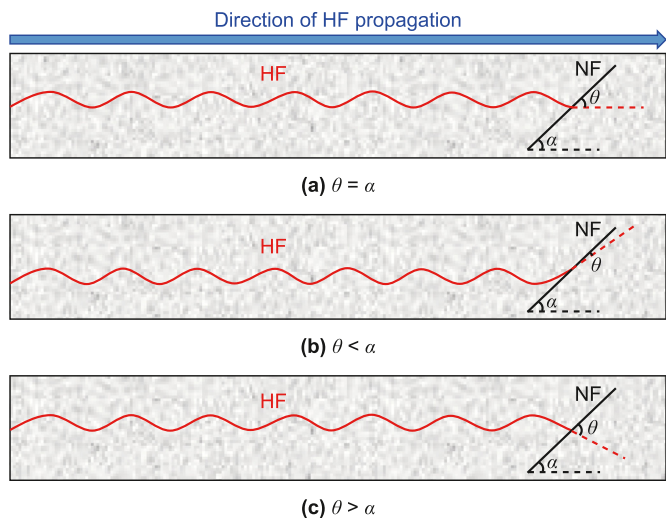 Direction of HF propagation
HF
NF
θ
α
(a) θ = α
HF
NF
θ
α
(b) θ < α
HF
NF
θ
α
(c) θ > α